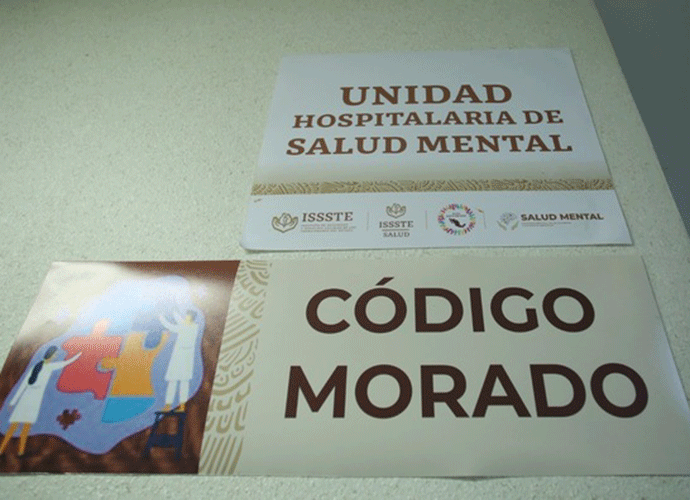 UNIDAD
HOSPITALARIA DE
SALUD MENTAL
ISSSTE
ISSSTE
SALUD
SALUD MENTAL
CÓDIGO
MORADO